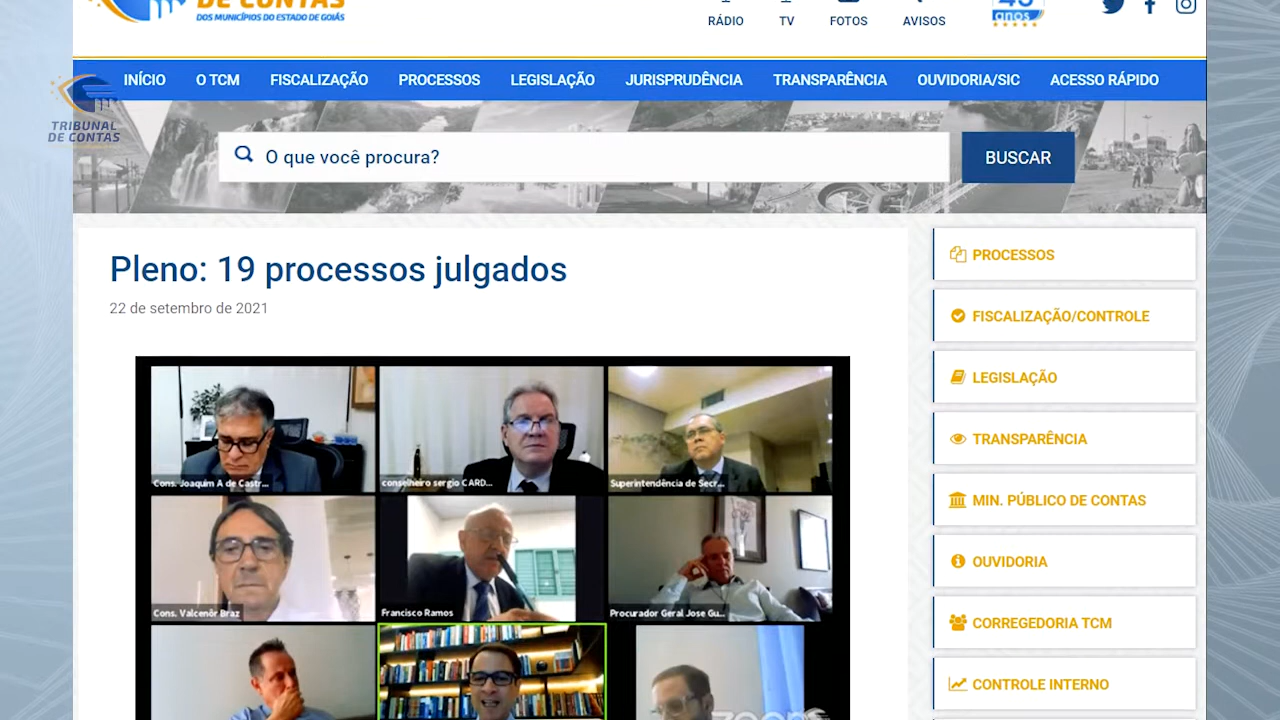 DE CONTAS
DOS MUNICÍPIOS DO ESTADO DE GOIÁS
RÁDIO
TV
FOTOS
AVISOS
45
anos
INÍCIO
O TCM
FISCALIZAÇÃO
PROCESSOS
LEGISLAÇÃO
JURISPRUDÊNCIA
TRANSPARÊNCIA
OUVIDORIA/SIC
ACESSO RÁPIDO
TRIBUNAL
DE CONTAS
O que você procura?
BUSCAR
Pleno: 19 processos julgados
22 de setembro de 2021
Cons. Joaquim A de Castr...
conselheiro sergio CARD...
Superintendência de Secr...
Cons. Valcenôr Braz
Francisco Ramos
Procurador Geral Jose Gu...
zoom
PROCESSOS
FISCALIZAÇÃO/CONTROLE
LEGISLAÇÃO
TRANSPARÊNCIA
MIN. PÚBLICO DE CONTAS
OUVIDORIA
CORREGEDORIA TCM
CONTROLE INTERNO